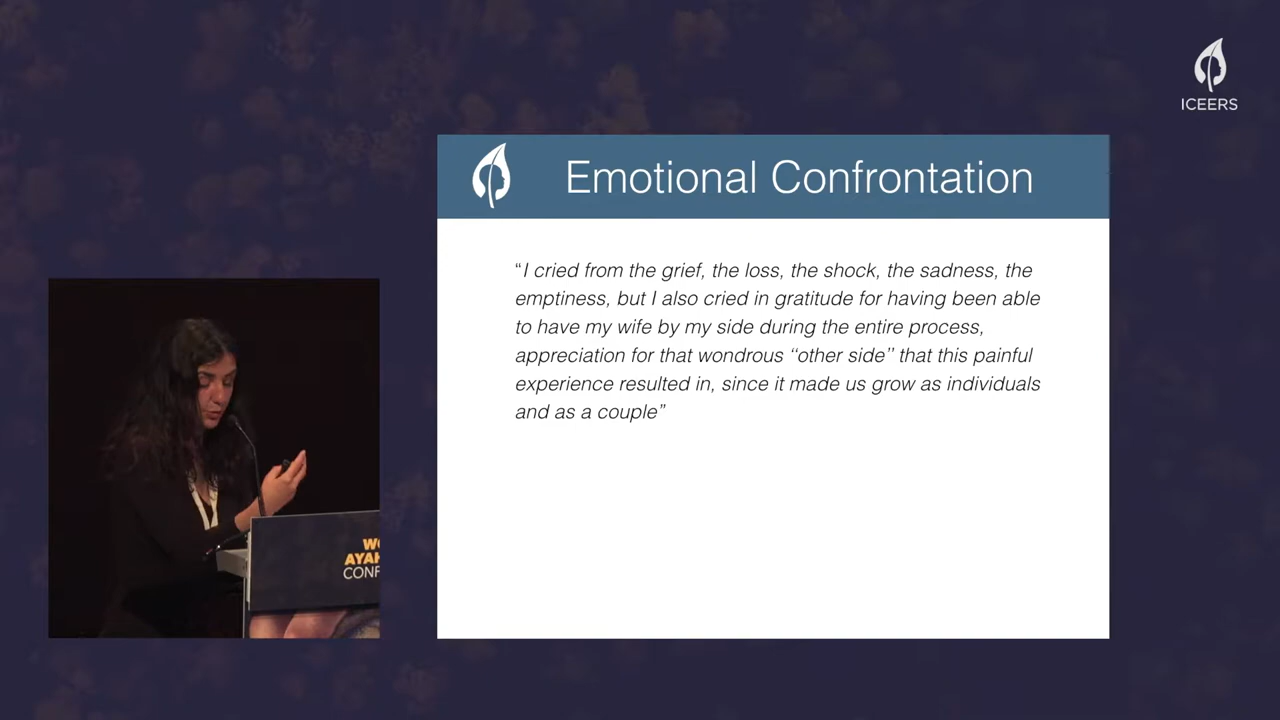 ICEERS
Emotional Confrontation
“I cried from the grief, the loss, the shock, the sadness, the
emptiness, but I also cried in gratitude for having been able
to have my wife by my side during the entire process,
appreciation for that wondrous “other side” that this painful
experience resulted in, since it made us grow as individuals
and as a couple”
WO
AYAH
CONF